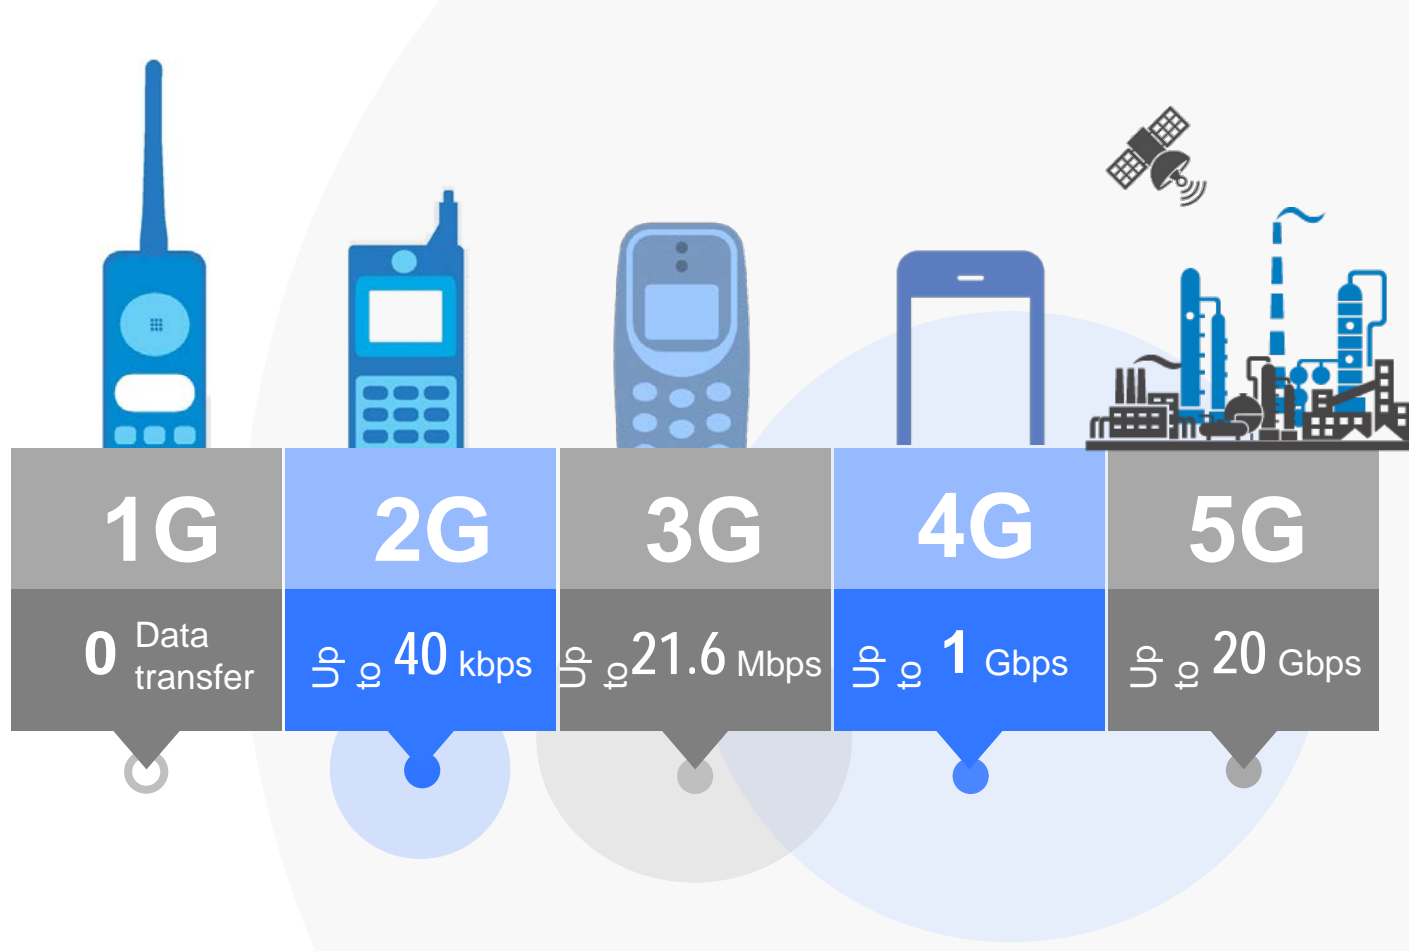 1G
2G
3G
4G
5G
0 Data
transfer
Up
to
40 kbps
Up
to
21.6 Mbps
Up
to
1 Gbps
Up
to
20 Gbps